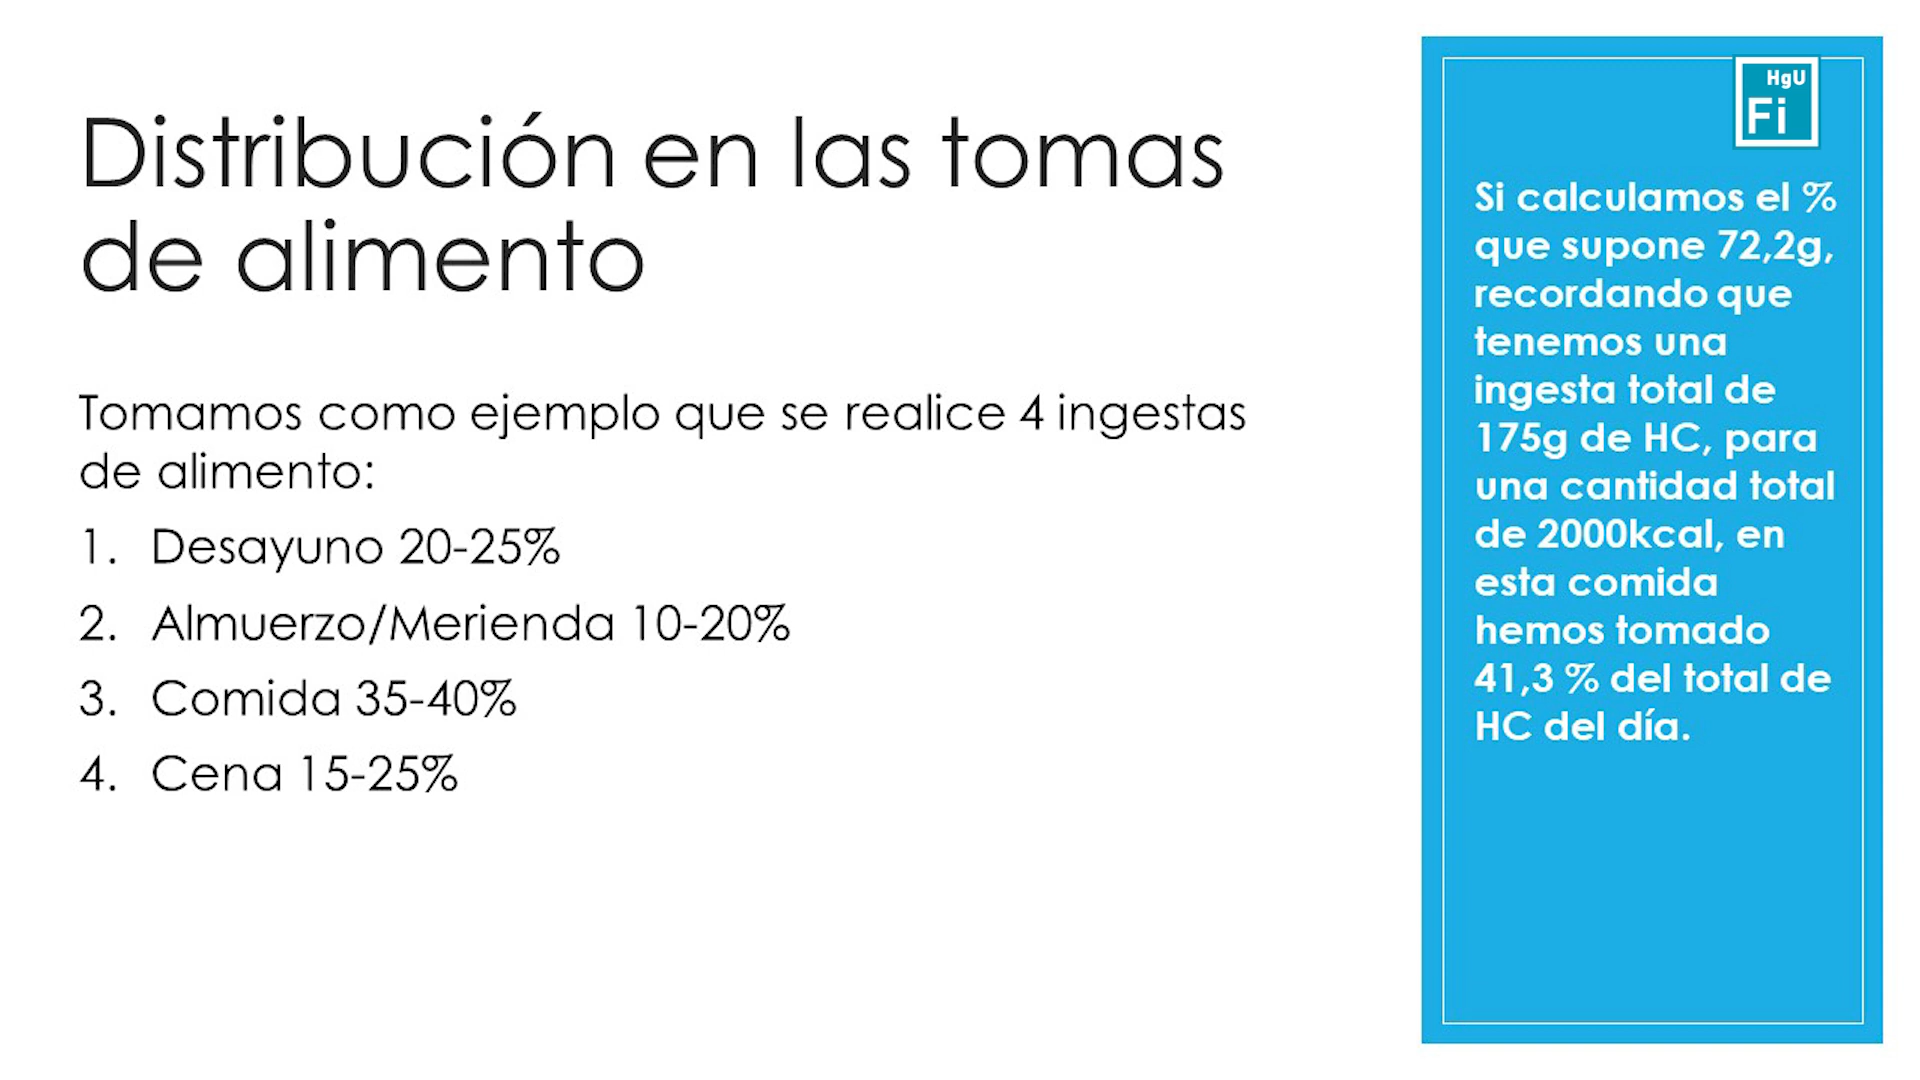 Distribución en las tomas
de alimento
Tomamos como ejemplo que se realice 4 ingestas
de alimento:
1. Desayuno 20-25%
2. Almuerzo/Merienda 10-20%
3. Comida 35-40%
4. Cena 15-25%
HgU
Fi
Si calculamos el %
que supone 72,2g,
recordando que
tenemos una
ingesta total de
175g de HC, para
una cantidad total
de 2000kcal, en
esta comida
hemos tomado
41,3 % del total de
HC del día.